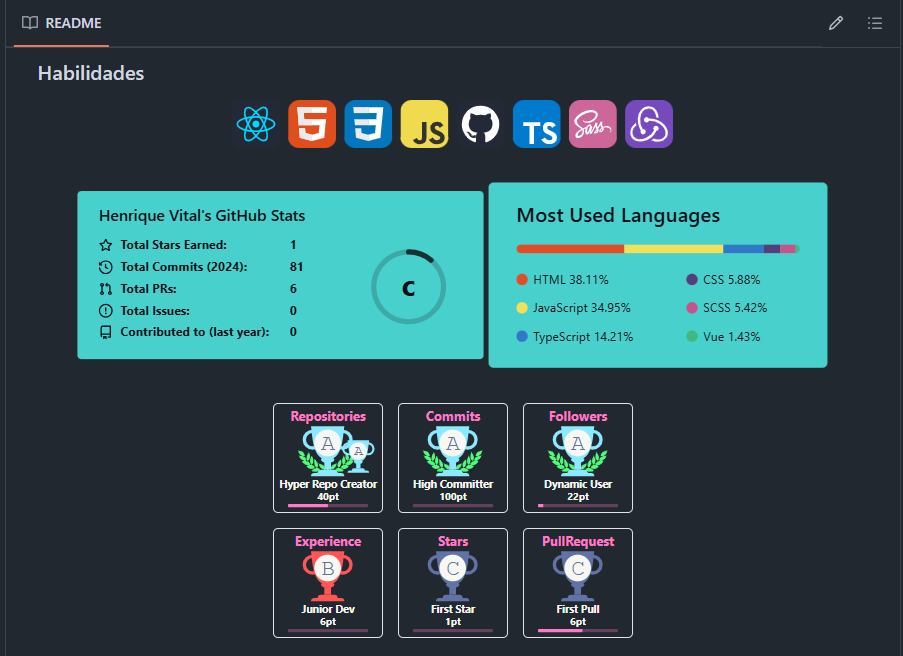 README
Habilidades
JS
TS
Sass
Henrique Vital's GitHub Stats
Total Stars Earned: 1
Total Commits (2024): 81
Total PRs: 6
Total Issues: 0
Contributed to (last year): 0
C
Most Used Languages
HTML 38.11%
CSS 5.88%
JavaScript 34.95%
SCSS 5.42%
TypeScript 14.21%
Vue 1.43%
Repositories
A
A
Hyper Repo Creator
40pt
Commits
A
High Committer
100pt
Followers
A
Dynamic User
22pt
Experience
B
Junior Dev
6pt
Stars
C
First Star
1pt
PullRequest
C
First Pull
6pt